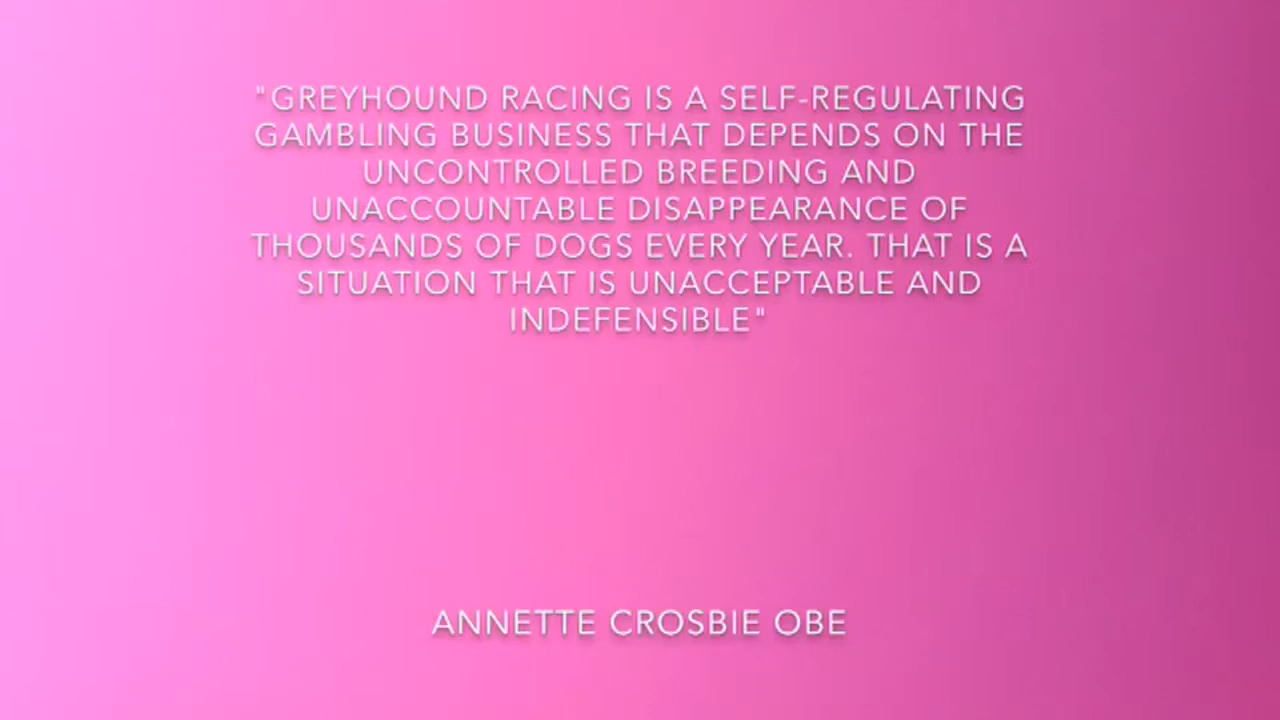 "GREYHOUND RACING IS A SELF-REGULATING
GAMBLING BUSINESS THAT DEPENDS ON THE
UNCONTROLLED BREEDING AND
UNACCOUNTABLE DISAPPEARANCE OF
THOUSANDS OF DOGS EVERY YEAR. THAT IS A
SITUATION THAT IS UNACCEPTABLE AND
INDEFENSIBLE"
ANNETTE CROSBIE OBE